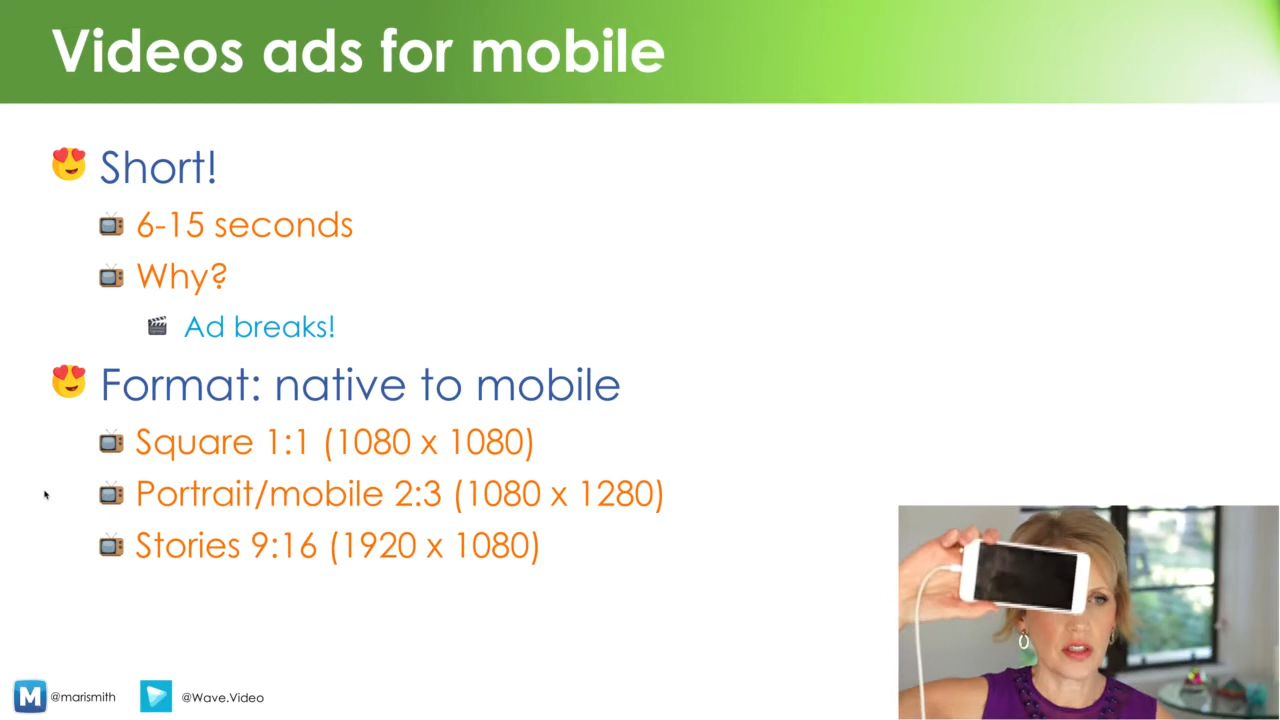 Videos ads for mobile
Short!
6-15 seconds
Why?
Ad breaks!
Format: native to mobile
Square 1:1 (1080 x 1080)
Portrait/mobile 2:3 (1080 x 1280)
Stories 9:16 (1920 x 1080)
M @marismith @Wave.Video